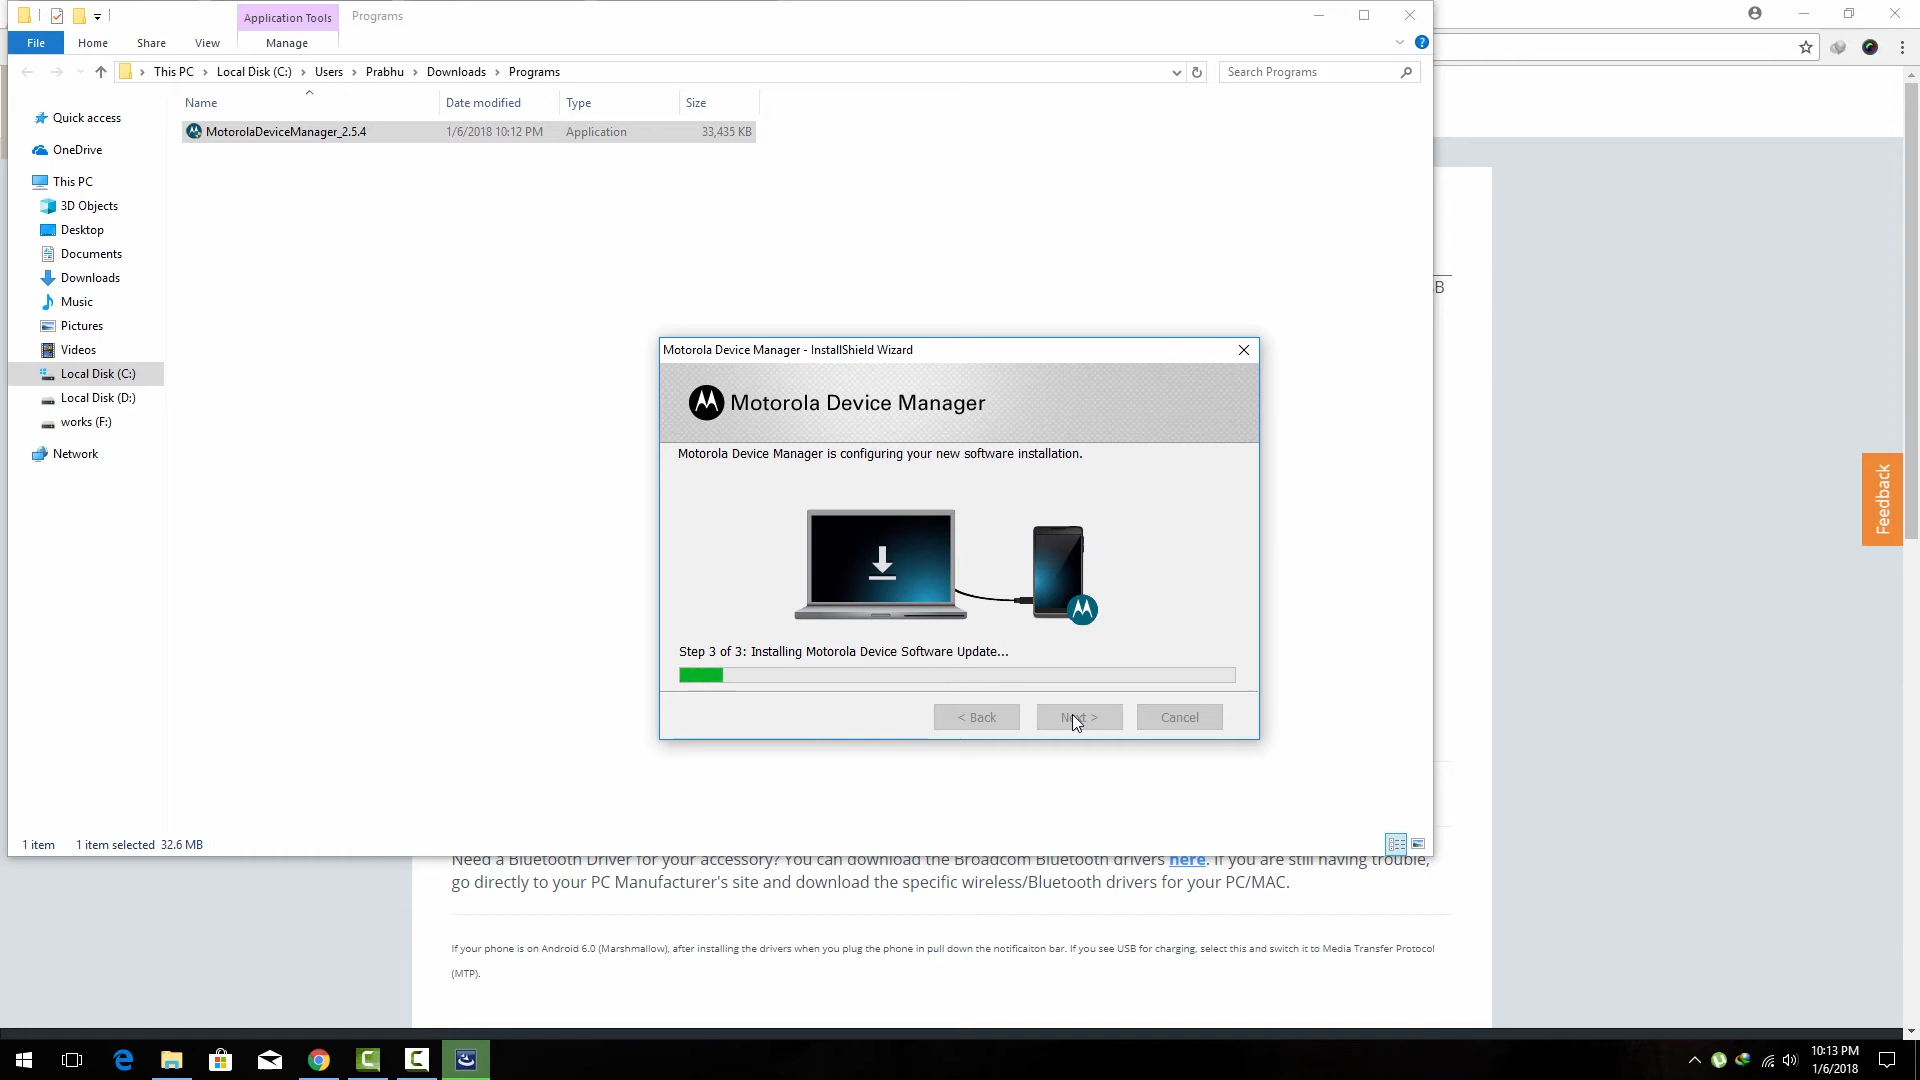 Application Tools
Programs
File
Home
Share
View
Manage
This PC
Local Disk (C:)
Users
Prabhu
Downloads
Programs
Search Programs
Name
Date modified
Type
Size
MotorolaDeviceManager_2.5.4
1/6/2018 10:12 PM
Application
33,435 KB
Quick access
OneDrive
This PC
3D Objects
Desktop
Documents
Downloads
Music
Pictures
Videos
Local Disk (C:)
Local Disk (D:)
works (F:)
Network
B
Feedback
Motorola Device Manager - InstallShield Wizard
Motorola Device Manager
Motorola Device Manager is configuring your new software installation.
Step 3 of 3: Installing Motorola Device Software Update...
< Back
Next >
Cancel
1 item
1 item selected 32.6 MB
Need a Bluetooth Driver for your accessory? You can download the Broadcom Bluetooth drivers here. If you are still having trouble,
go directly to your PC Manufacturer's site and download the specific wireless/Bluetooth drivers for your PC/MAC.
If your phone is on Android 6.0 (Marshmallow), after installing the drivers when you plug the phone in pull down the notificaiton bar. If you see USB for charging, select this and switch it to Media Transfer Protocol
(MTP).
10:13 PM
1/6/2018